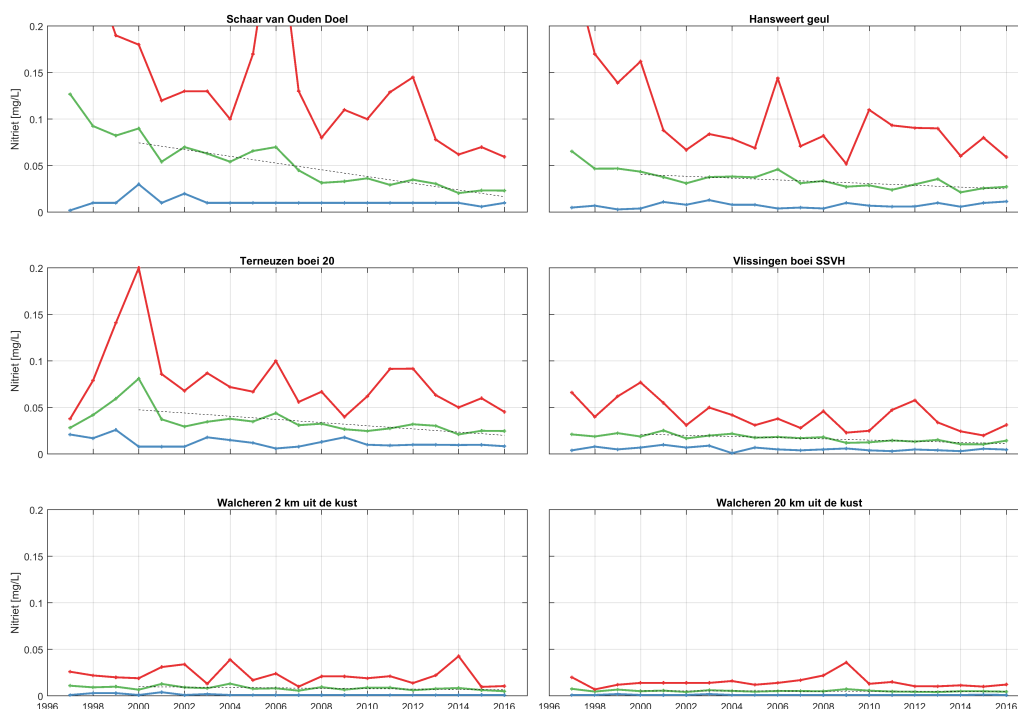 Schaar van Ouden Doel
Hansweert geul
0.2
0.15
0.1
0.05
0
Nitriet [mg/L]
Terneuzen boei 20
Vlissingen boei SSVH
0.2
0.15
0.1
0.05
0
Nitriet [mg/L]
Walcheren 2 km uit de kust
Walcheren 20 km uit de kust
0.2
0.15
0.1
0.05
0
Nitriet [mg/L]
1996 1998 2000 2002 2004 2006 2008 2010 2012 2014 2016
1996 1998 2000 2002 2004 2006 2008 2010 2012 2014 2016